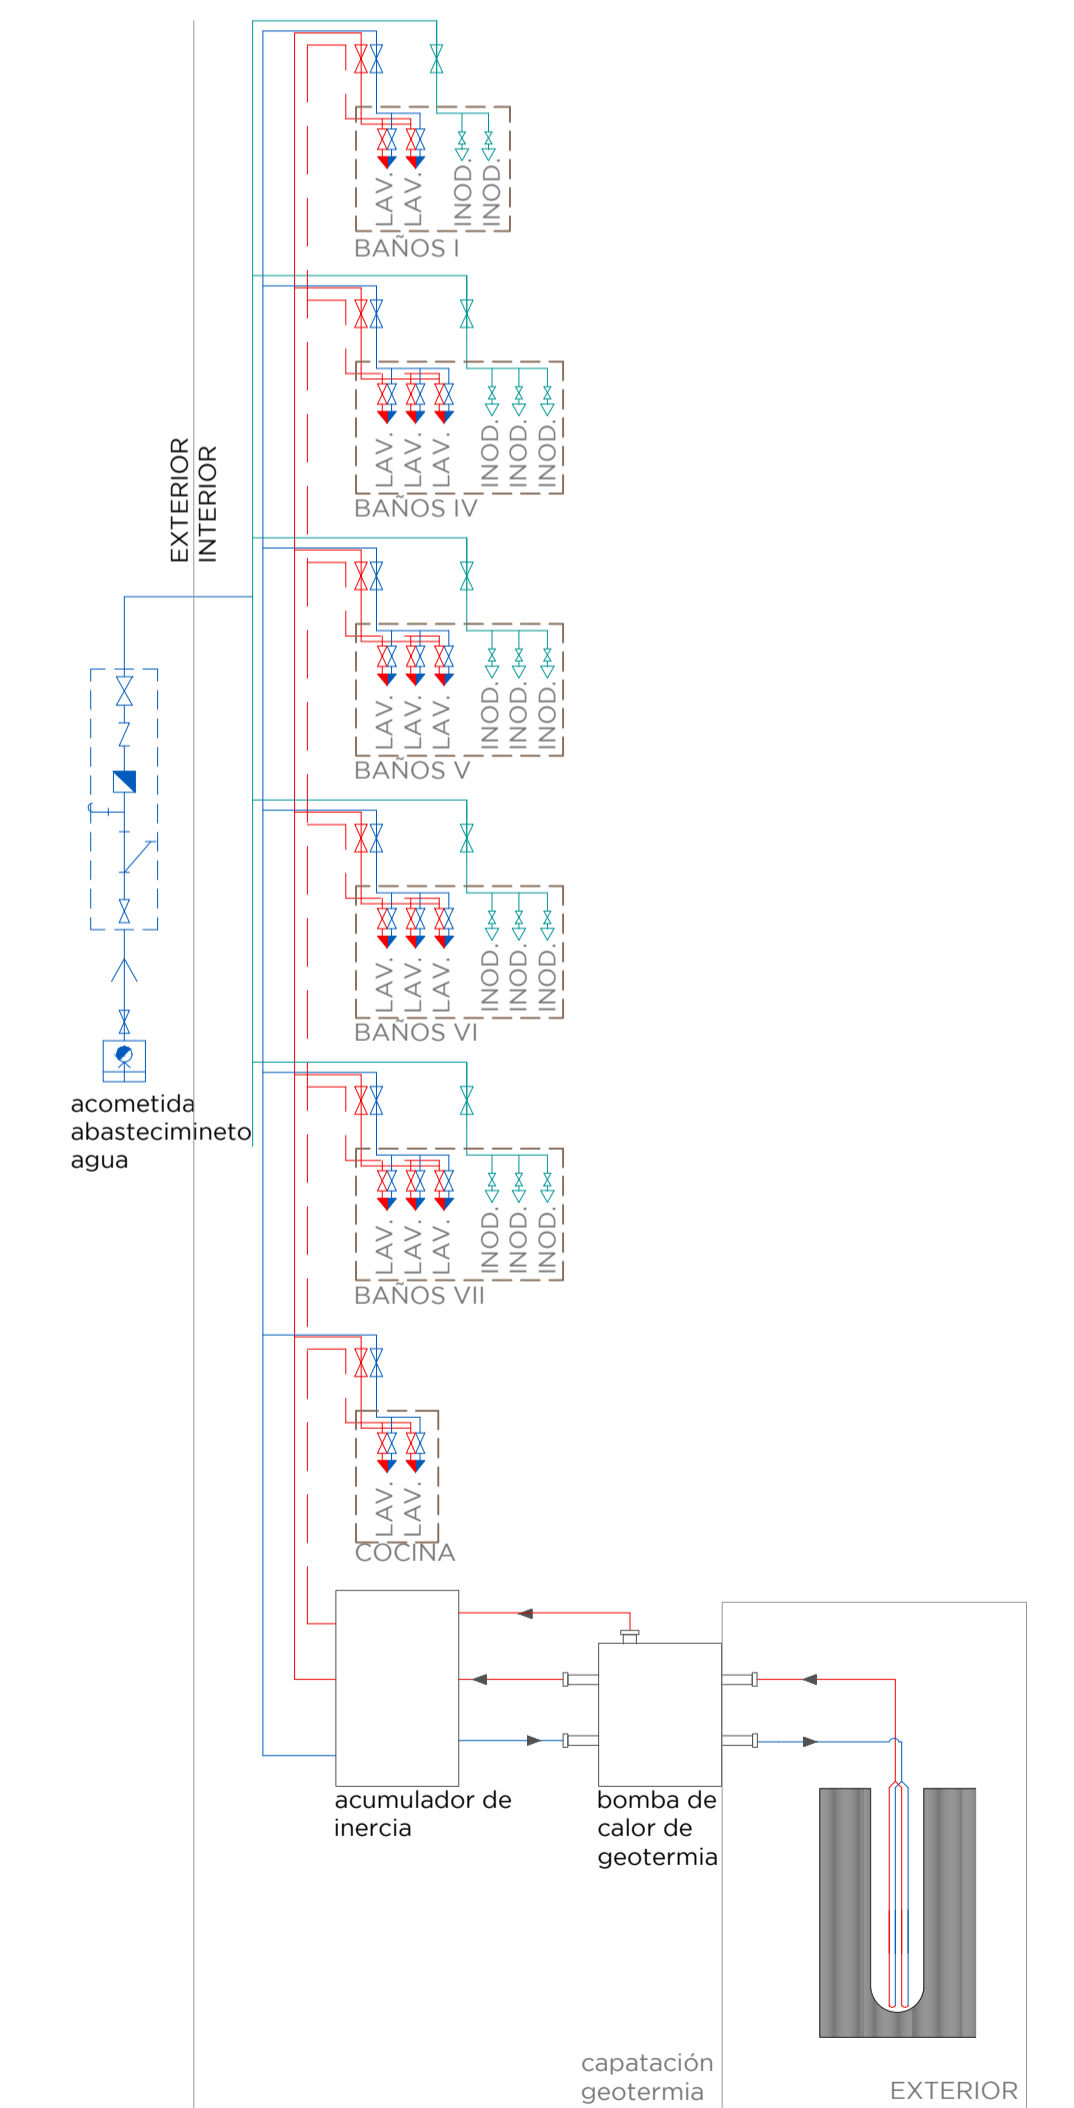 LAV.
LAV.
INOD.
INOD.
BAÑOS I
LAV.
LAV.
LAV.
INOD.
INOD.
INOD.
BAÑOS IV
EXTERIOR
INTERIOR
LAV.
LAV.
LAV.
INOD.
INOD.
INOD.
BAÑOS V
LAV.
LAV.
LAV.
INOD.
INOD.
INOD.
BAÑOS VI
acometida
abastecimineto
agua
LAV.
LAV.
LAV.
INOD.
INOD.
INOD.
BAÑOS VII
LAV.
LAV.
COCINA
acumulador de
inercia
bomba de
calor de
geotermia
capatación
geotermia
EXTERIOR